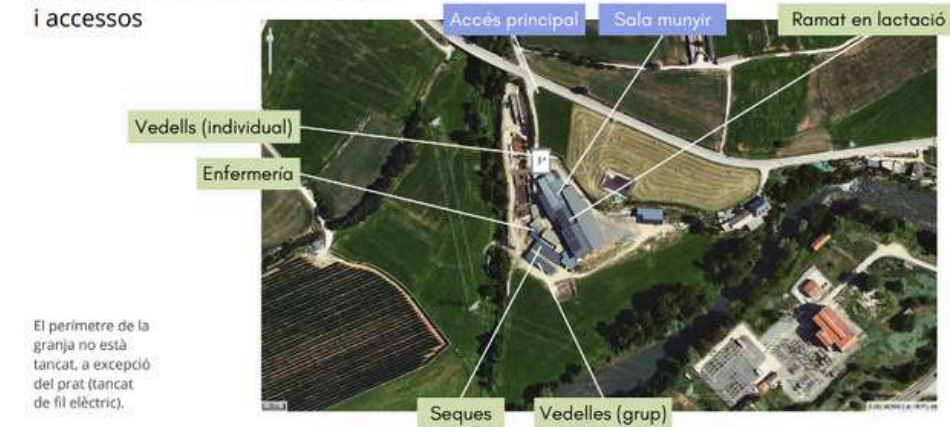 i accessos
Accés principal
Sala munyir
Ramat en lactació
Vedells (individual)
Enfermería
El perímetre de la
granja no està
tancat, a excepció
del prat (tancat
de fil elèctric).
Seques
Vedelles (grup)